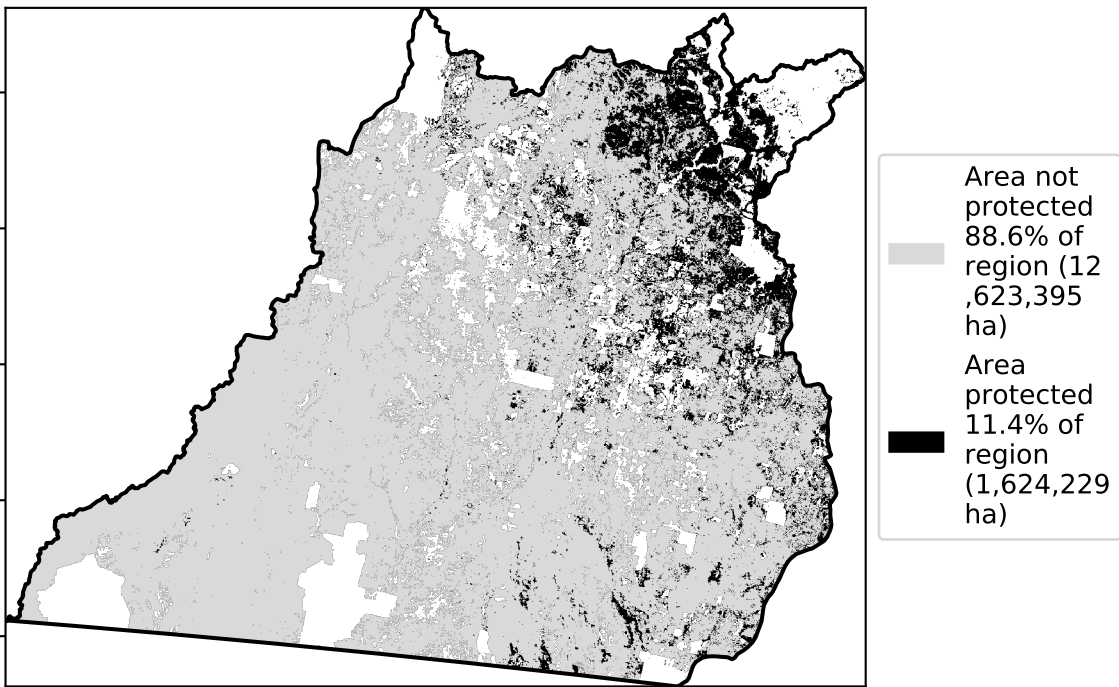 Area not
protected
88.6% of
region (12
,623,395
ha)
Area
protected
11.4% of
region
(1,624,229
ha)